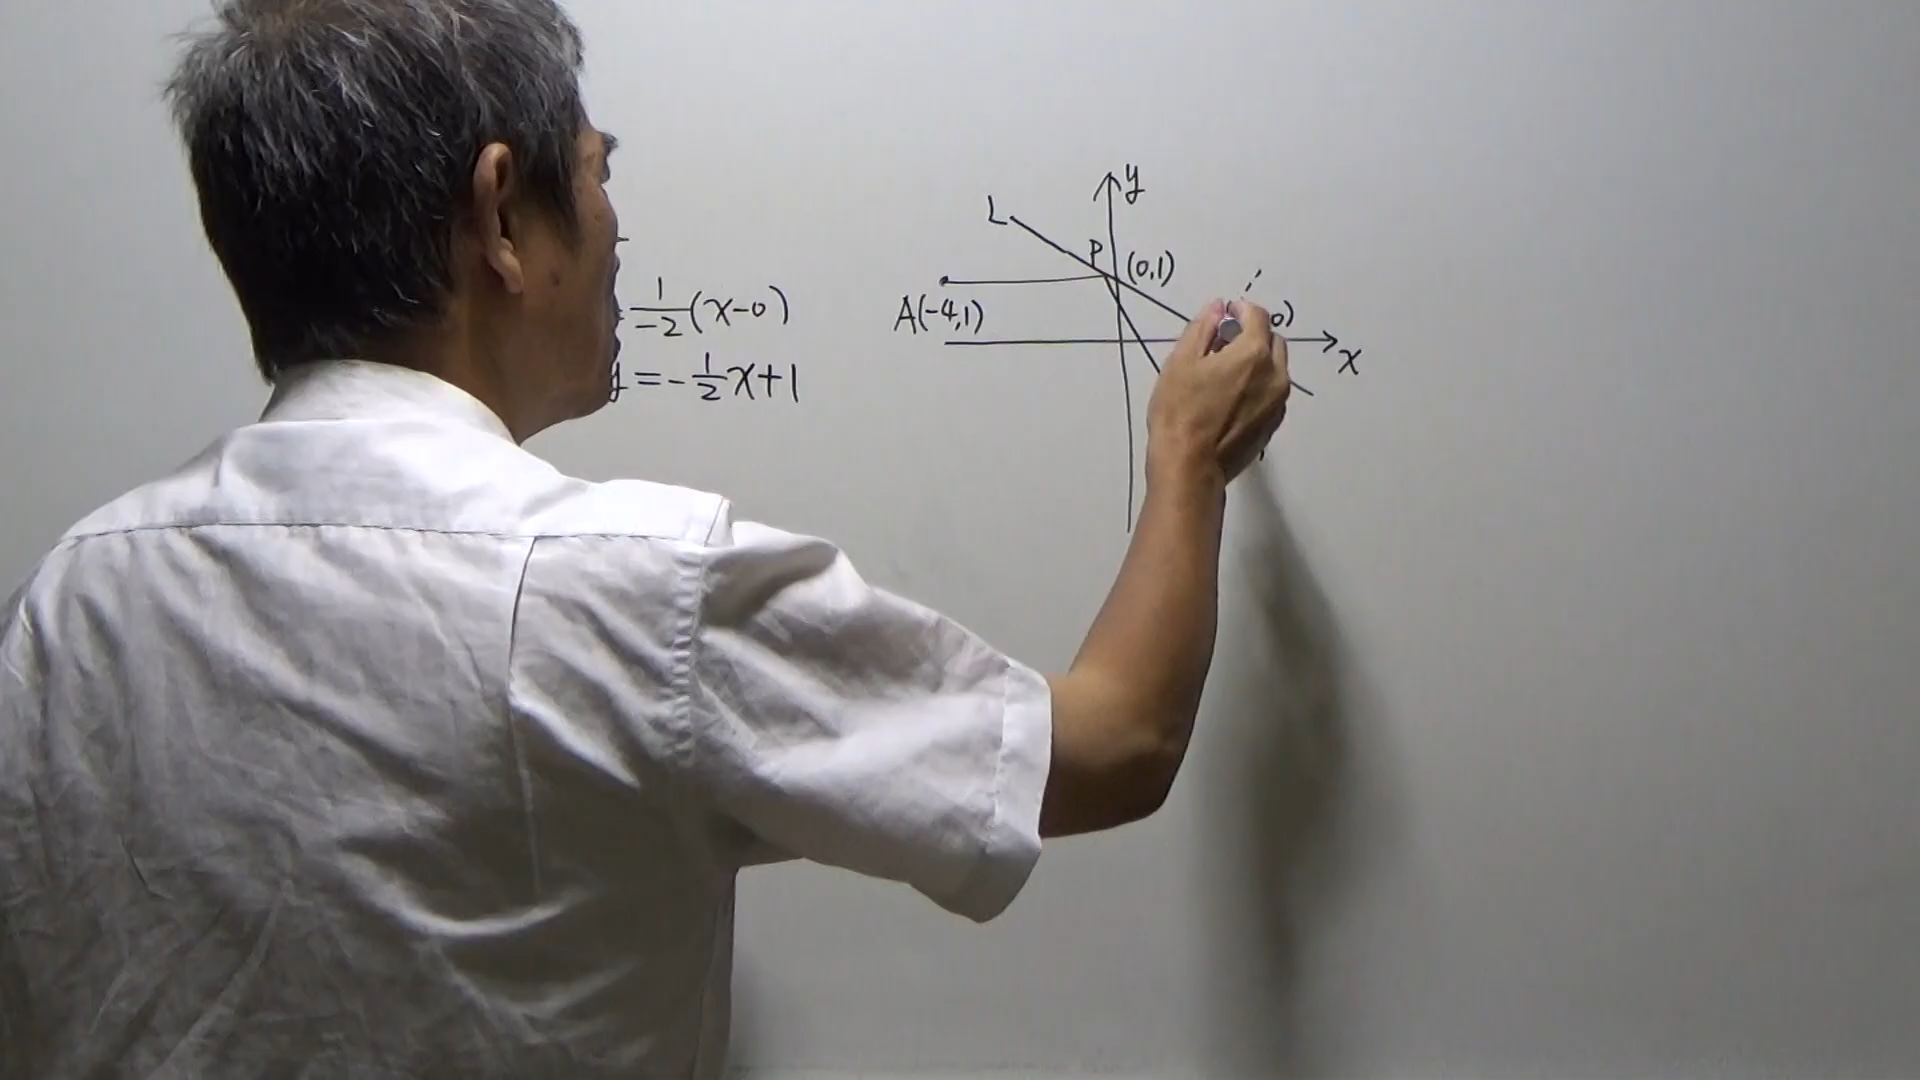 1/-2(x-0)
y=-1/2x+1
y
L
P (0,1)
A(-4,1)
0)
x